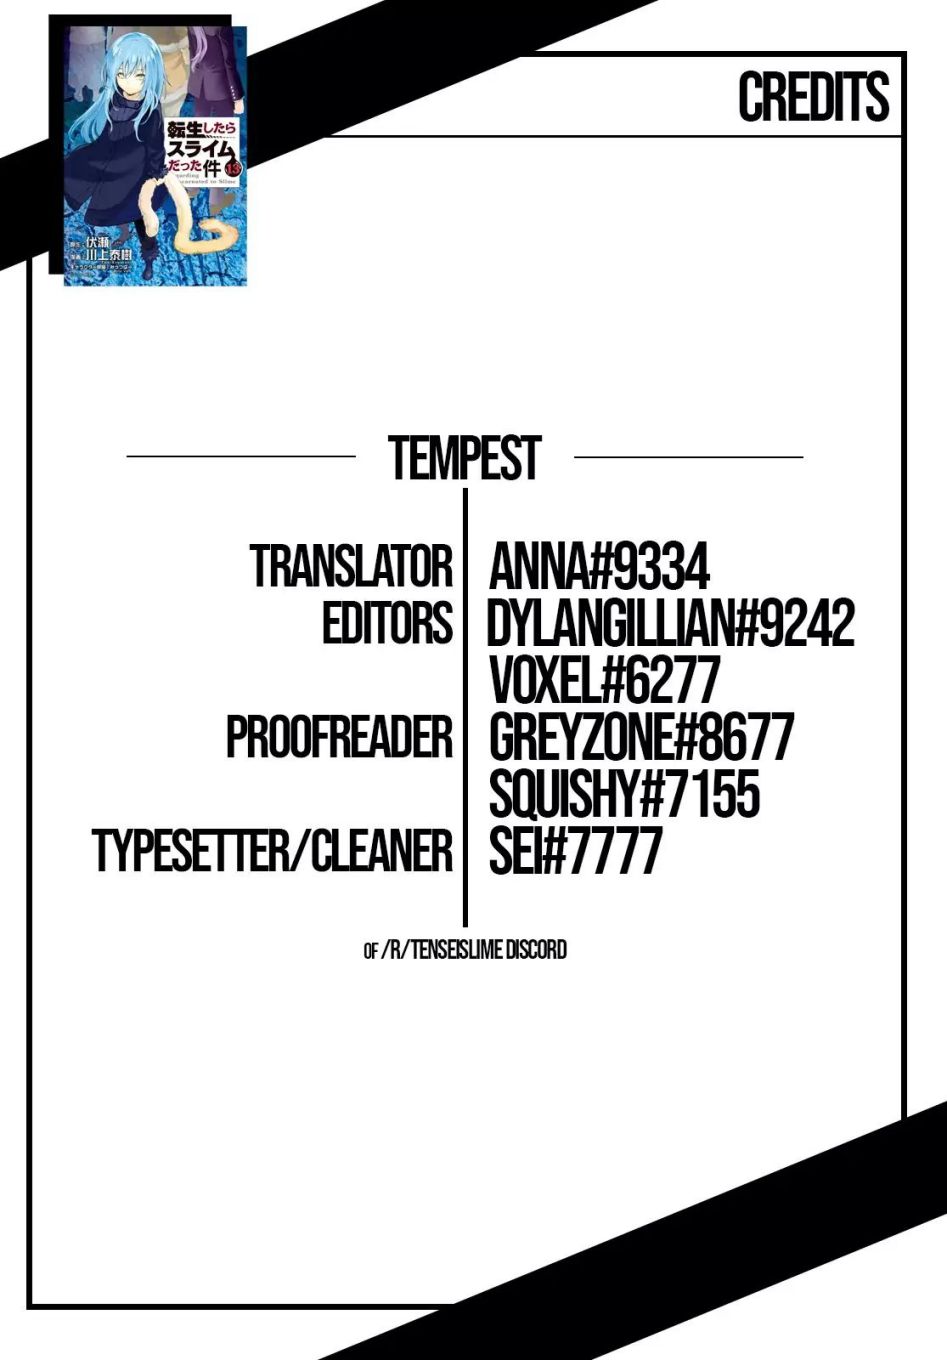 転生したら
スライム
だった件
13
伏瀬
川上泰樹
CREDITS
TEMPEST
TRANSLATOR ANNA#9334
EDITORS DYLANGILLIAN#9242
VOXEL#6277
PROOFREADER GREYZONE#8677
SQUISHY#7155
TYPESETTER/CLEANER SEI#7777
OF /R/TENSEISLIME DISCORD